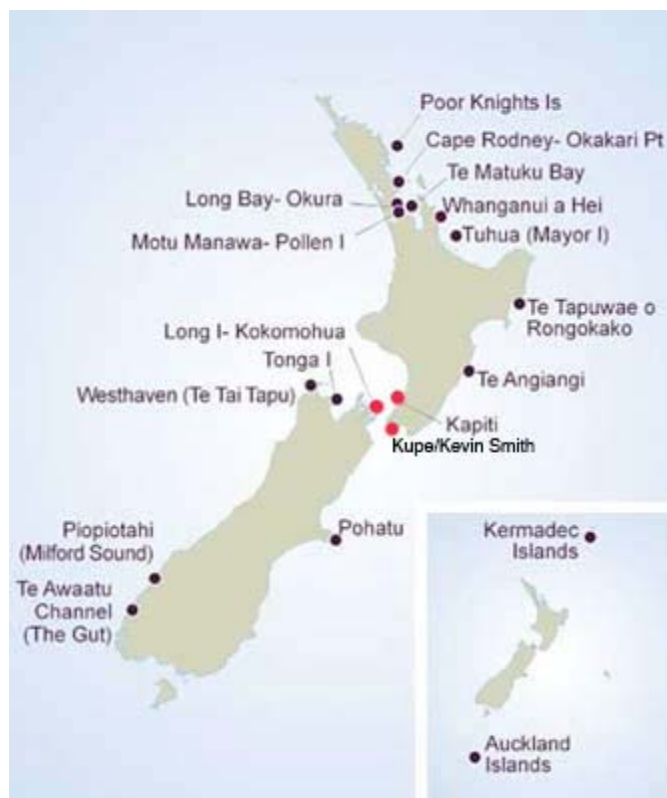 Poor Knights Is
Cape Rodney- Okakari Pt
Te Matuku Bay
Long Bay- Okura
Whanganui a Hei
Motu Manawa- Pollen I
Tuhua (Mayor I)
Te Tapuwae o
Rongokako
Long I- Kokomohua
Tonga I
Te Angiangi
Westhaven (Te Tai Tapu)
Kapiti
Kupe/Kevin Smith
Pohatu
Piopiotahi
(Milford Sound)
Te Awaatu
Channel
(The Gut)
Kermadec
Islands
Auckland
Islands